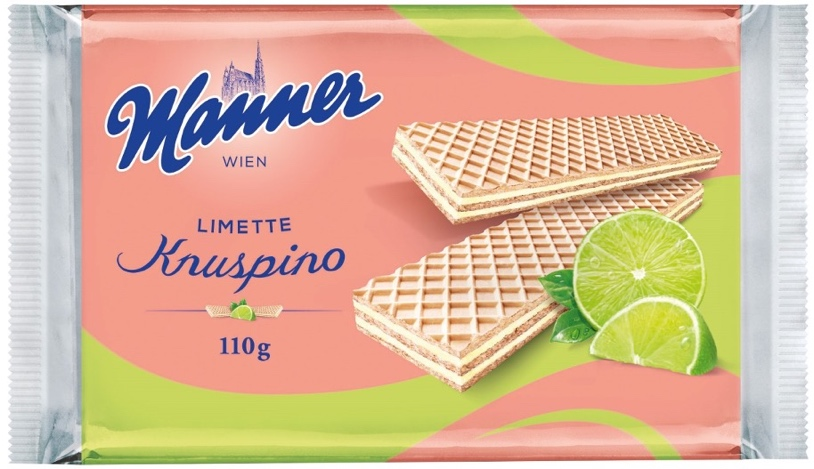 Manner
WIEN
LIMETTE
Knuspino
110g